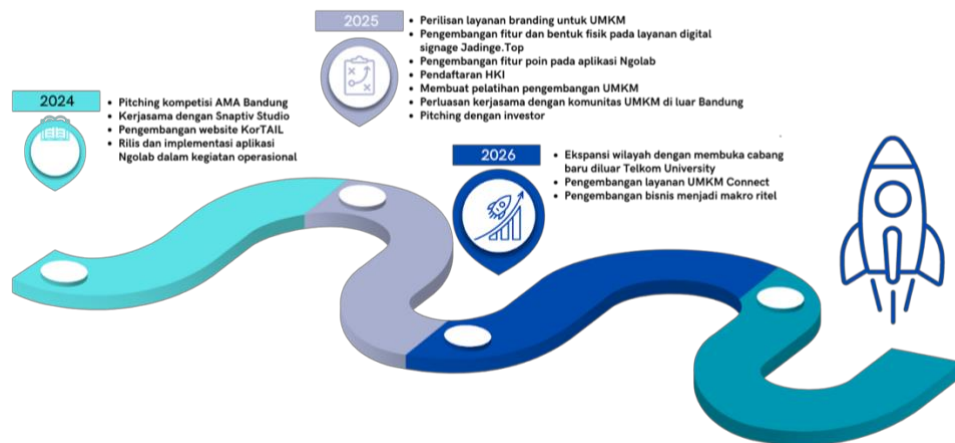 2024
• Pitching kompetisi AMA Bandung
• Kerjasama dengan Snaptiv Studio
• Pengembangan website KorTAIL
• Rilis dan implementasi aplikasi
Ngolab dalam kegiatan operasional
2025
• Perilisan layanan branding untuk UMKM
• Pengembangan fitur dan bentuk fisik pada layanan digital
signage Jadinge.Top
• Pengembangan fitur poin pada aplikasi Ngolab
• Pendaftaran HKI
• Membuat pelatihan pengembangan UMKM
• Perluasan kerjasama dengan komunitas UMKM di luar Bandung
• Pitching dengan investor
2026
• Ekspansi wilayah dengan membuka cabang
baru diluar Telkom University
• Pengembangan layanan UMKM Connect
• Pengembangan bisnis menjadi makro ritel